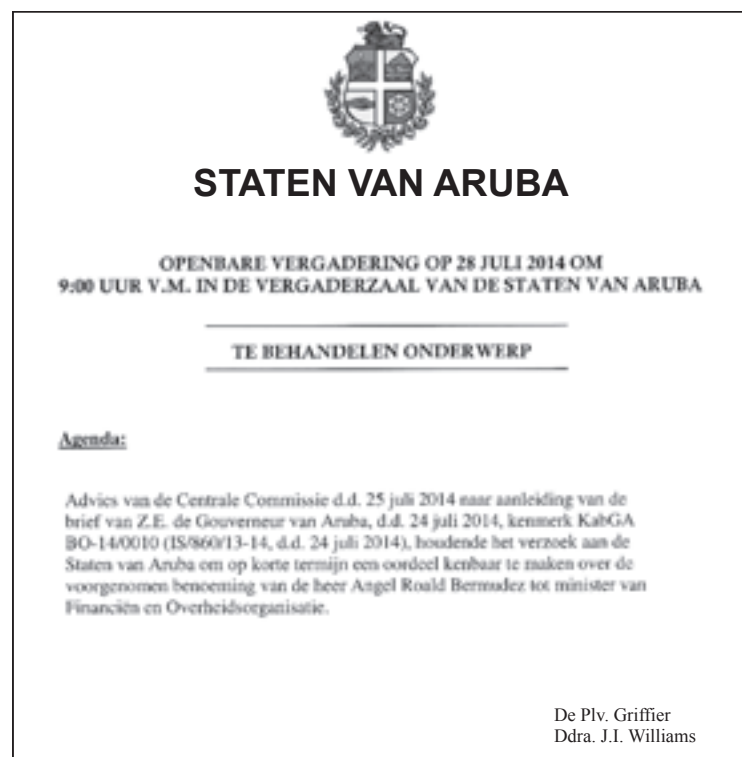 STATEN VAN ARUBA
OPENBARE VERGADERING OP 28 JULI 2014 OM
9:00 UUR V.M. IN DE VERGADERZAAL VAN DE STATEN VAN ARUBA
TE BEHANDELEN ONDERWERP
Agenda:
Advies van de Centrale Commissie d.d. 25 juli 2014 naar aanleiding van de
brief van Z.E. de Gouverneur van Aruba, d.d. 24 juli 2014, kenmerk KabGA
BO-14/0010 (IS/860/13-14, d.d. 24 juli 2014), houdende het verzoek aan de
Staten van Aruba om op korte termijn een oordeel kenbaar te maken over de
voorgenomen benoeming van de heer Angel Roald Bermudez tot minister van
Financiën en Overheidsorganisatie.
De Plv. Griffier
Ddra. J.I. Williams